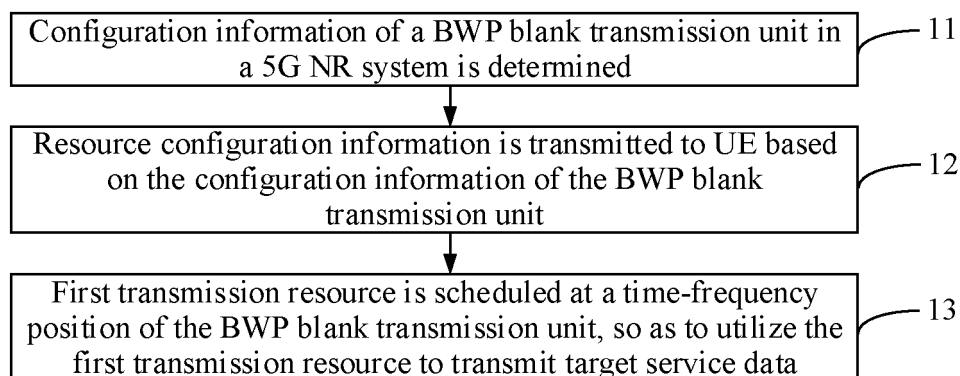 Configuration information of a BWP blank transmission unit in
a 5G NR system is determined
11
Resource configuration information is transmitted to UE based
on the configuration information of the BWP blank
transmission unit
12
First transmission resource is scheduled at a time-frequency
position of the BWP blank transmission unit, so as to utilize the
first transmission resource to transmit target service data
13